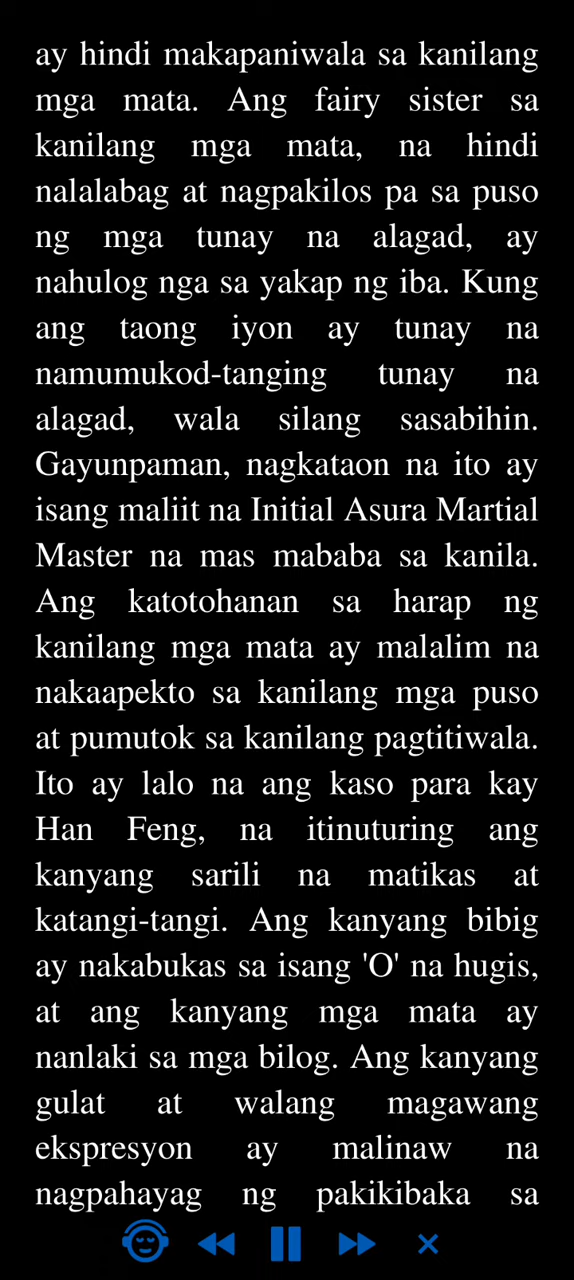 ay hindi makapaniwala sa kanilang
mga mata. Ang fairy sister sa
kanilang mga mata, na hindi
nalalabag at nagpakilos pa sa puso
ng mga tunay na alagad, ay
nahulog nga sa yakap ng iba. Kung
ang taong iyon ay tunay na
namumukod-tanging tunay na
alagad, wala silang sasabihin.
Gayunpaman, nagkataon na ito ay
isang maliit na Initial Asura Martial
Master na mas mababa sa kanila.
Ang katotohanan sa harap ng
kanilang mga mata ay malalim na
nakaapekto sa kanilang mga puso
at pumutok sa kanilang pagtitiwala.
Ito ay lalo na ang kaso para kay
Han Feng, na itinuturing ang
kanyang sarili na matikas at
katangi-tangi. Ang kanyang bibig
ay nakabukas sa isang 'O' na hugis,
at ang kanyang mga mata ay
nanlaki sa mga bilog. Ang kanyang
gulat at walang magawang
ekspresyon ay malinaw na
nagpahayag ng pakikibaka sa